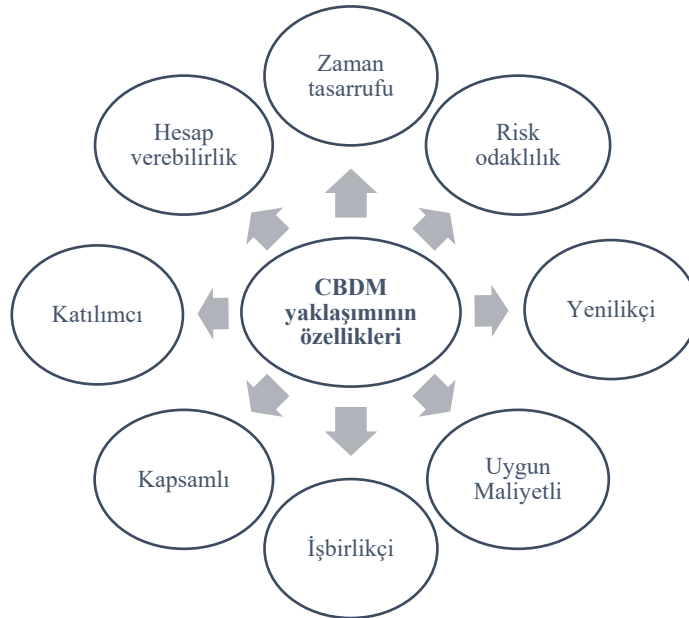 Zaman
tasarrufu
Hesap
verebilirlik
Risk
odaklılık
CBDM
yaklaşımının
özellikleri
Katılımcı
Yenilikçi
Kapsamlı
Uygun
Maliyetli
İşbirlikçi